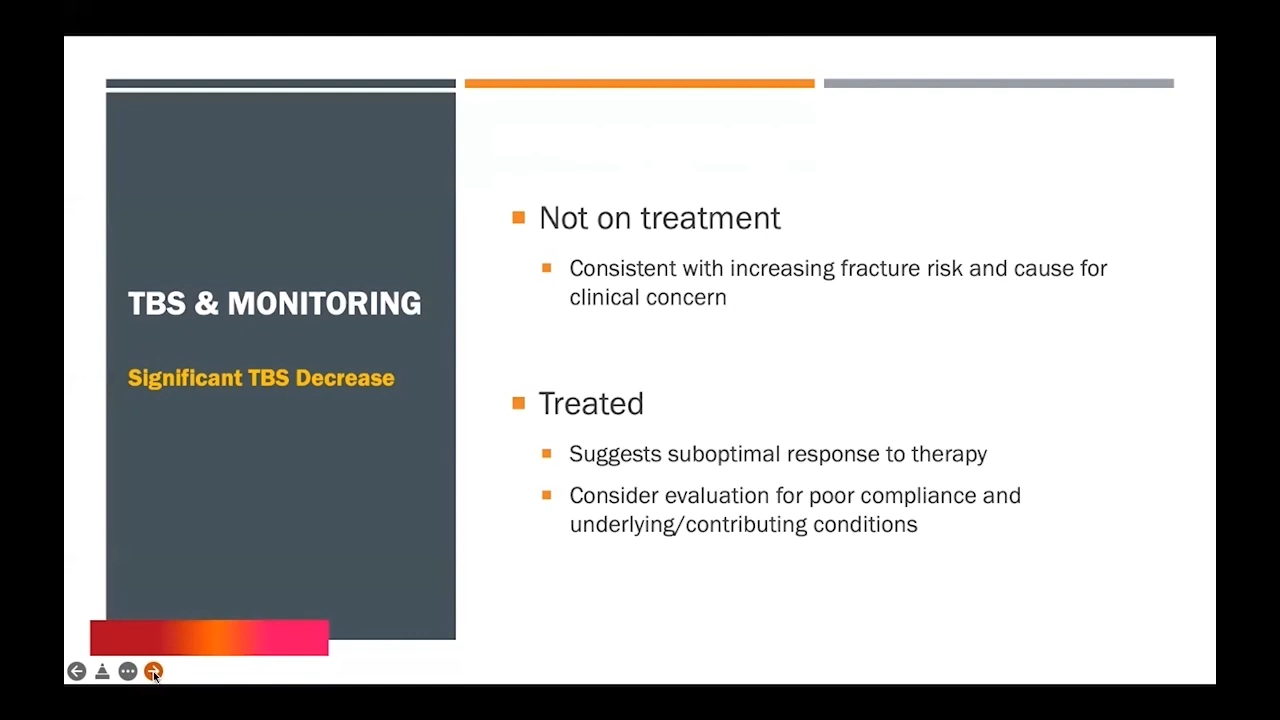 TBS & MONITORING
Significant TBS Decrease
Not on treatment
Consistent with increasing fracture risk and cause for
clinical concern
Treated
Suggests suboptimal response to therapy
Consider evaluation for poor compliance and
underlying/contributing conditions